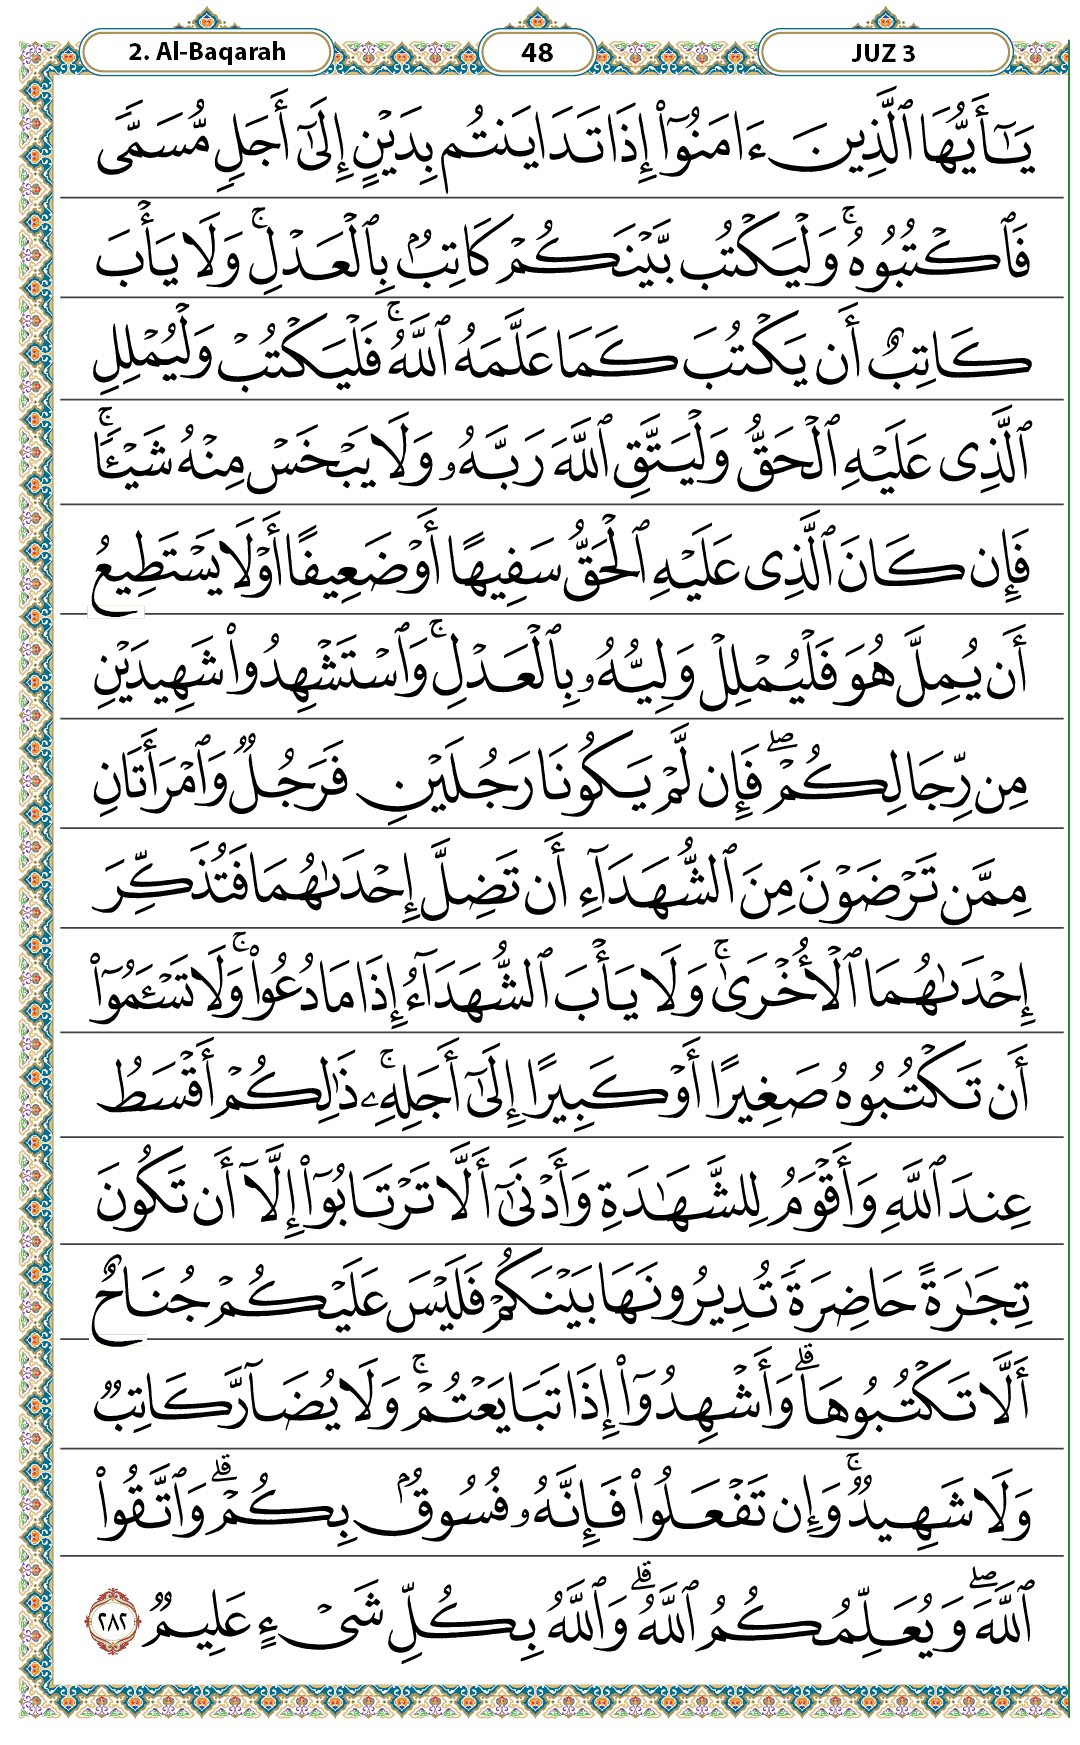 2. Al-Baqarah
48
JUZ 3
يَـٰٓأَيُّهَا ٱلَّذِينَ ءَامَنُوٓا۟ إِذَا تَدَايَنتُم بِدَيْنٍ إِلَىٰٓ أَجَلٍ مُّسَمًّى
فَٱكْتُبُوهُ ۚ وَلْيَكْتُب بَّيْنَكُمْ كَاتِبٌۢ بِٱلْعَدْلِ ۚ وَلَا يَأْبَ
كَاتِبٌ أَن يَكْتُبَ كَمَا عَلَّمَهُ ٱللَّهُ ۚ فَلْيَكْتُبْ وَلْيُمْلِلِ
ٱلَّذِى عَلَيْهِ ٱلْحَقُّ وَلْيَتَّقِ ٱللَّهَ رَبَّهُۥ وَلَا يَبْخَسْ مِنْهُ شَيْـًٔا ۚ
فَإِن كَانَ ٱلَّذِى عَلَيْهِ ٱلْحَقُّ سَفِيهًا أَوْ ضَعِيفًا أَوْ لَا يَسْتَطِيعُ
أَن يُمِلَّ هُوَ فَلْيُمْلِلْ وَلِيُّهُۥ بِٱلْعَدْلِ ۚ وَٱسْتَشْهِدُوا۟ شَهِيدَيْنِ
مِن رِّجَالِكُمْ ۖ فَإِن لَّمْ يَكُونَا رَجُلَيْنِ فَرَجُلٌ وَٱمْرَأَتَانِ
مِمَّن تَرْضَوْنَ مِنَ ٱلشُّهَدَآءِ أَن تَضِلَّ إِحْدَىٰهُمَا فَتُذَكِّرَ
إِحْدَىٰهُمَا ٱلْأُخْرَىٰ ۚ وَلَا يَأْبَ ٱلشُّهَدَآءُ إِذَا مَا دُعُوا۟ ۚ وَلَا تَسْـَٔمُوٓا۟
أَن تَكْتُبُوهُ صَغِيرًا أَوْ كَبِيرًا إِلَىٰٓ أَجَلِهِۦ ۚ ذَٰلِكُمْ أَقْسَطُ
عِندَ ٱللَّهِ وَأَقْوَمُ لِلشَّهَـٰدَةِ وَأَدْنَىٰٓ أَلَّا تَرْتَابُوٓا۟ ۖ إِلَّآ أَن تَكُونَ
تِجَـٰرَةً حَاضِرَةً تُدِيرُونَهَا بَيْنَكُمْ فَلَيْسَ عَلَيْكُمْ جُنَاحٌ
أَلَّا تَكْتُبُوهَا ۗ وَأَشْهِدُوٓا۟ إِذَا تَبَايَعْتُمْ ۚ وَلَا يُضَآرَّ كَاتِبٌ
وَلَا شَهِيدٌ ۚ وَإِن تَفْعَلُوا۟ فَإِنَّهُۥ فُسُوقٌۢ بِكُمْ ۗ وَٱتَّقُوا۟
ٱللَّهَ ۖ وَيُعَلِّمُكُمُ ٱللَّهُ ۗ وَٱللَّهُ بِكُلِّ شَىْءٍ عَلِيمٌ ٢٨٢